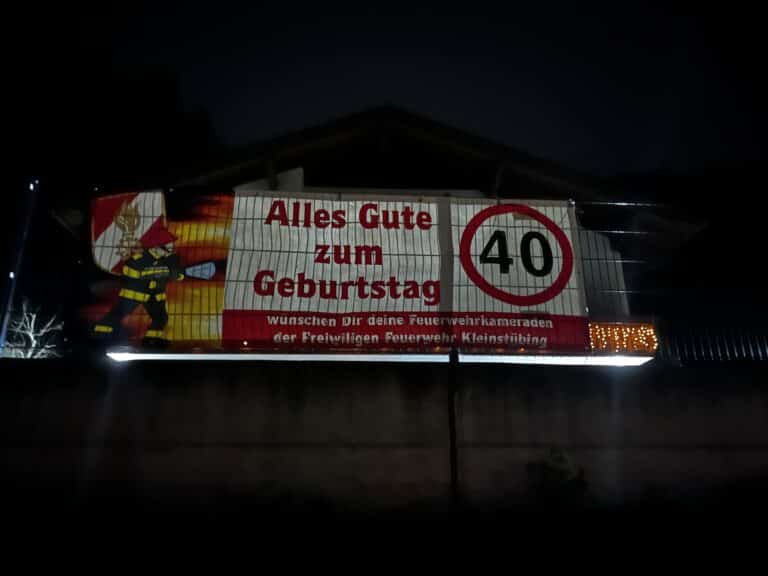 Alles Gute
zum
Geburtstag
40
wünschen Dir deine Feuerwehrkameraden
der Freiwilligen Feuerwehr Kleinstübing